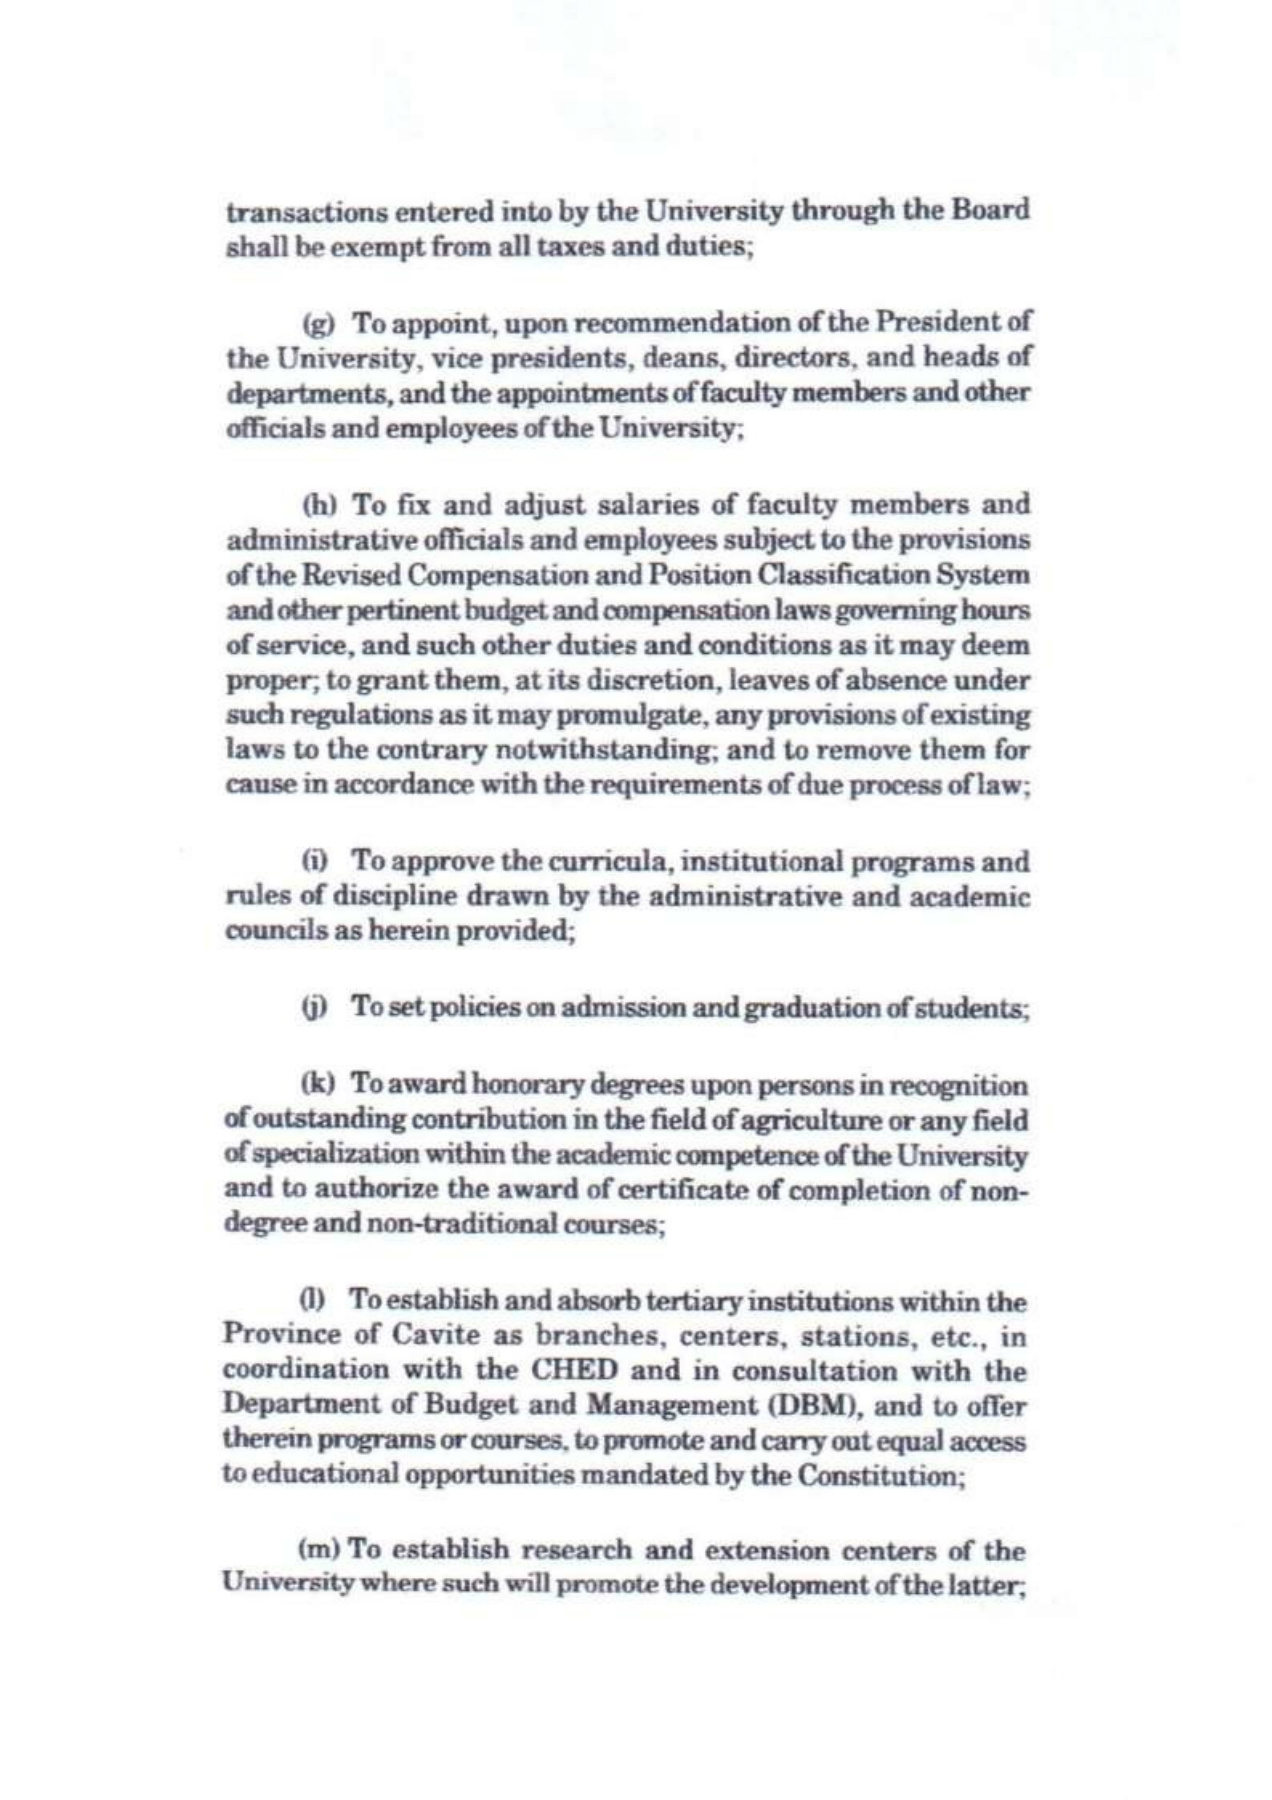 transactions entered into by the University through the Board
shall be exempt from all taxes and duties;
(g) To appoint, upon recommendation of the President of
the University, vice presidents, deans, directors, and heads of
departments, and the appointments of faculty members and other
officials and employees of the University;
(h) To fix and adjust salaries of faculty members and
administrative officials and employees subject to the provisions
of the Revised Compensation and Position Classification System
and other pertinent budget and compensation laws governing hours
of service, and such other duties and conditions as it may deem
proper; to grant them, at its discretion, leaves of absence under
such regulations as it may promulgate, any provisions of existing
laws to the contrary notwithstanding; and to remove them for
cause in accordance with the requirements of due process of law;
(i) To approve the curricula, institutional programs and
rules of discipline drawn by the administrative and academic
councils as herein provided;
(j) To set policies on admission and graduation of students;
(k) To award honorary degrees upon persons in recognition
of outstanding contribution in the field of agriculture or any field
of specialization within the academic competence of the University
and to authorize the award of certificate of completion of non-
degree and non-traditional courses;
(l) To establish and absorb tertiary institutions within the
Province of Cavite as branches, centers, stations, etc., in
coordination with the CHED and in consultation with the
Department of Budget and Management (DBM), and to offer
therein programs or courses, to promote and carry out equal access
to educational opportunities mandated by the Constitution;
(m) To establish research and extension centers of the
University where such will promote the development of the latter;